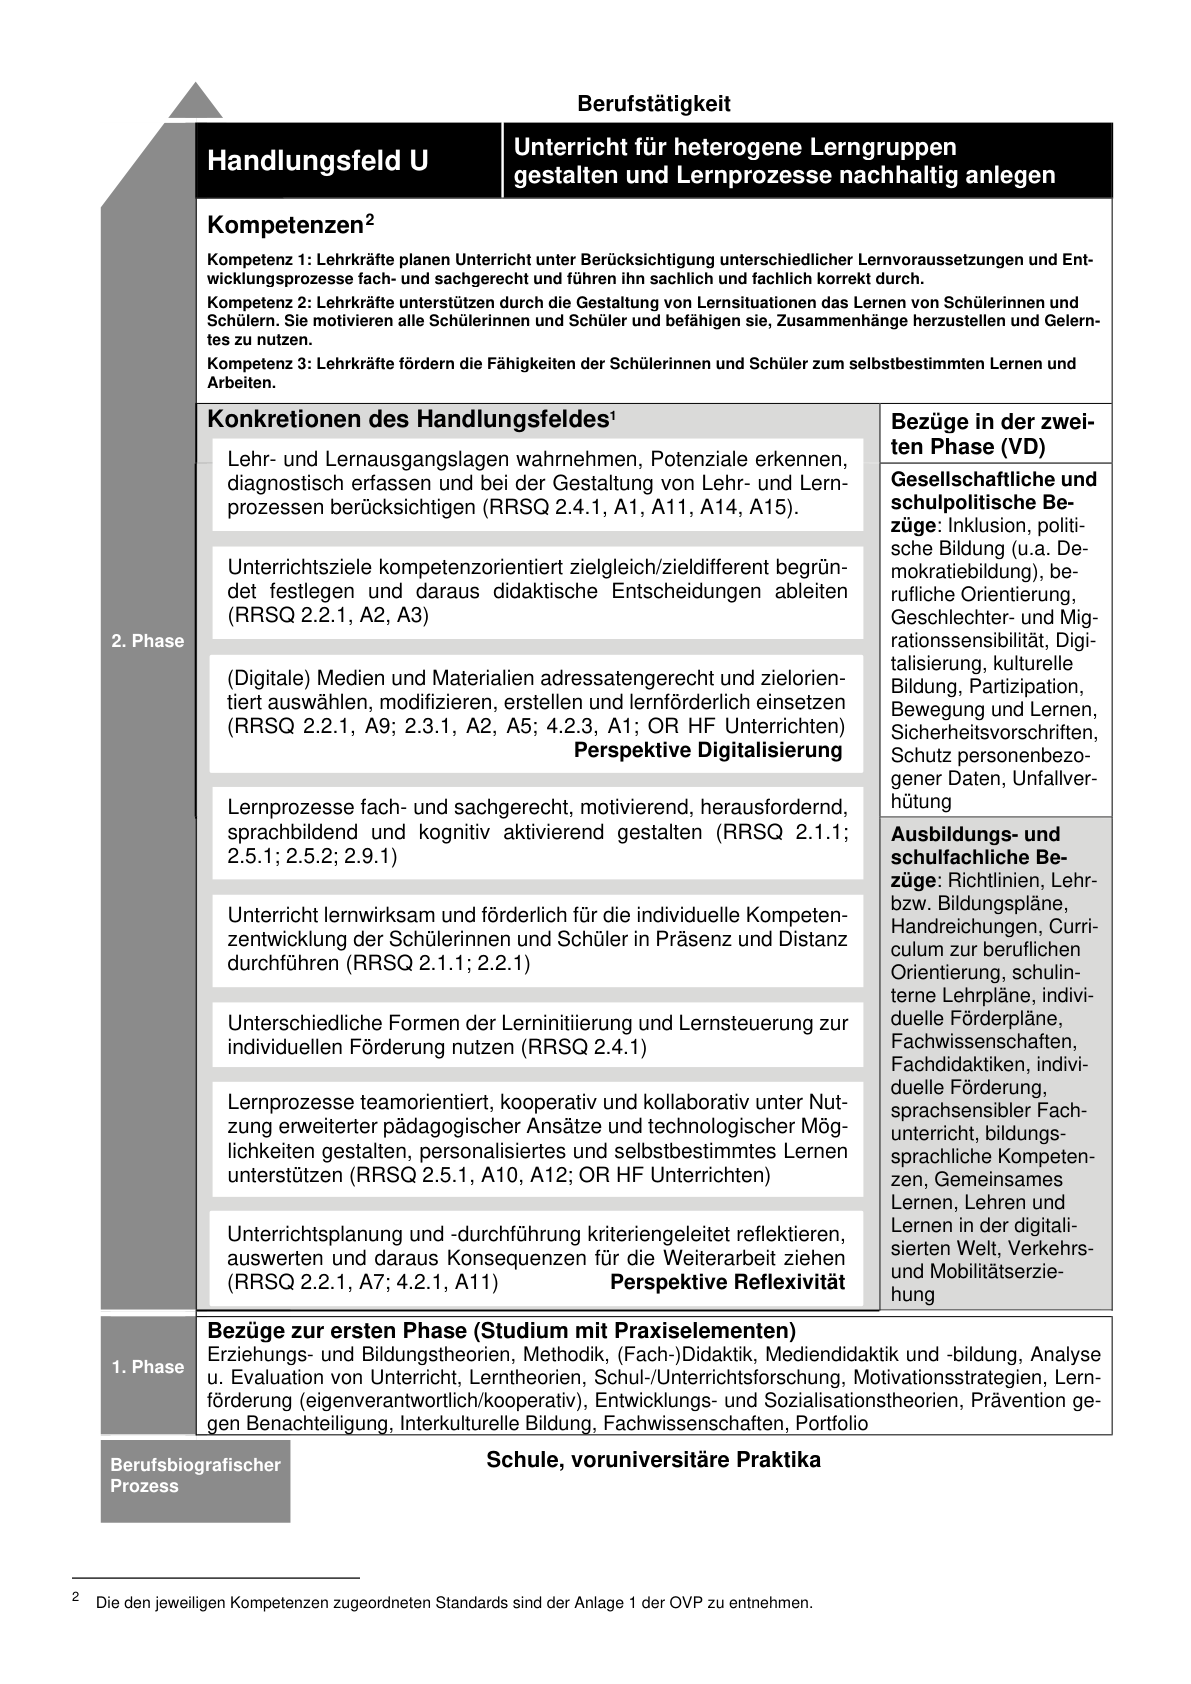 Berufstätigkeit
Handlungsfeld U
Unterricht für heterogene Lerngruppen
gestalten und Lernprozesse nachhaltig anlegen
Kompetenzen²
Kompetenz 1: Lehrkräfte planen Unterricht unter Berücksichtigung unterschiedlicher Lernvoraussetzungen und Ent-
wicklungsprozesse fach- und sachgerecht und führen ihn sachlich und fachlich korrekt durch.
Kompetenz 2: Lehrkräfte unterstützen durch die Gestaltung von Lernsituationen das Lernen von Schülerinnen und
Schülern. Sie motivieren alle Schülerinnen und Schüler und befähigen sie, Zusammenhänge herzustellen und Gelern-
tes zu nutzen.
Kompetenz 3: Lehrkräfte fördern die Fähigkeiten der Schülerinnen und Schüler zum selbstbestimmten Lernen und
Arbeiten.
Konkretionen des Handlungsfeldes¹
Lehr- und Lernausgangslagen wahrnehmen, Potenziale erkennen,
diagnostisch erfassen und bei der Gestaltung von Lehr- und Lern-
prozessen berücksichtigen (RRSQ 2.4.1, A1, A11, A14, A15).
Unterrichtsziele kompetenzorientiert zielgleich/zieldifferent begrün-
det festlegen und daraus didaktische Entscheidungen ableiten
(RRSQ 2.2.1, A2, A3)
2. Phase
(Digitale) Medien und Materialien adressatengerecht und zielorien-
tiert auswählen, modifizieren, erstellen und lernförderlich einsetzen
(RRSQ 2.2.1, A9; 2.3.1, A2, A5; 4.2.3, A1; OR HF Unterrichten)
Perspektive Digitalisierung
Lernprozesse fach- und sachgerecht, motivierend, herausfordernd,
sprachbildend und kognitiv aktivierend gestalten (RRSQ 2.1.1;
2.5.1; 2.5.2; 2.9.1)
Unterricht lernwirksam und förderlich für die individuelle Kompeten-
zentwicklung der Schülerinnen und Schüler in Präsenz und Distanz
durchführen (RRSQ 2.1.1; 2.2.1)
Unterschiedliche Formen der Lerninitiierung und Lernsteuerung zur
individuellen Förderung nutzen (RRSQ 2.4.1)
Lernprozesse teamorientiert, kooperativ und kollaborativ unter Nut-
zung erweiterter pädagogischer Ansätze und technologischer Mög-
lichkeiten gestalten, personalisiertes und selbstbestimmtes Lernen
unterstützen (RRSQ 2.5.1, A10, A12; OR HF Unterrichten)
Unterrichtsplanung und -durchführung kriteriengeleitet reflektieren,
auswerten und daraus Konsequenzen für die Weiterarbeit ziehen
(RRSQ 2.2.1, A7; 4.2.1, A11) Perspektive Reflexivität
Bezüge in der zwei-
ten Phase (VD)
Gesellschaftliche und
schulpolitische Be-
züge: Inklusion, politi-
sche Bildung (u.a. De-
mokratiebildung), be-
rufliche Orientierung,
Geschlechter- und Mig-
rationssensibilität, Digi-
talisierung, kulturelle
Bildung, Partizipation,
Bewegung und Lernen,
Sicherheitsvorschriften,
Schutz personenbezo-
gener Daten, Unfallver-
hütung
Ausbildungs- und
schulfachliche Be-
züge: Richtlinien, Lehr-
bzw. Bildungspläne,
Handreichungen, Curri-
culum zur beruflichen
Orientierung, schulin-
terne Lehrpläne, indivi-
duelle Förderpläne,
Fachwissenschaften,
Fachdidaktiken, indivi-
duelle Förderung,
sprachsensibler Fach-
unterricht, bildungs-
sprachliche Kompeten-
zen, Gemeinsames
Lernen, Lehren und
Lernen in der digitali-
sierten Welt, Verkehrs-
und Mobilitätserzie-
hung
1. Phase
Bezüge zur ersten Phase (Studium mit Praxiselementen)
Erziehungs- und Bildungstheorien, Methodik, (Fach-)Didaktik, Mediendidaktik und -bildung, Analyse
u. Evaluation von Unterricht, Lerntheorien, Schul-/Unterrichtsforschung, Motivationsstrategien, Lern-
förderung (eigenverantwortlich/kooperativ), Entwicklungs- und Sozialisationstheorien, Prävention ge-
gen Benachteiligung, Interkulturelle Bildung, Fachwissenschaften, Portfolio
Berufsbiografischer
Prozess
Schule, voruniversitäre Praktika
2 Die den jeweiligen Kompetenzen zugeordneten Standards sind der Anlage 1 der OVP zu entnehmen.